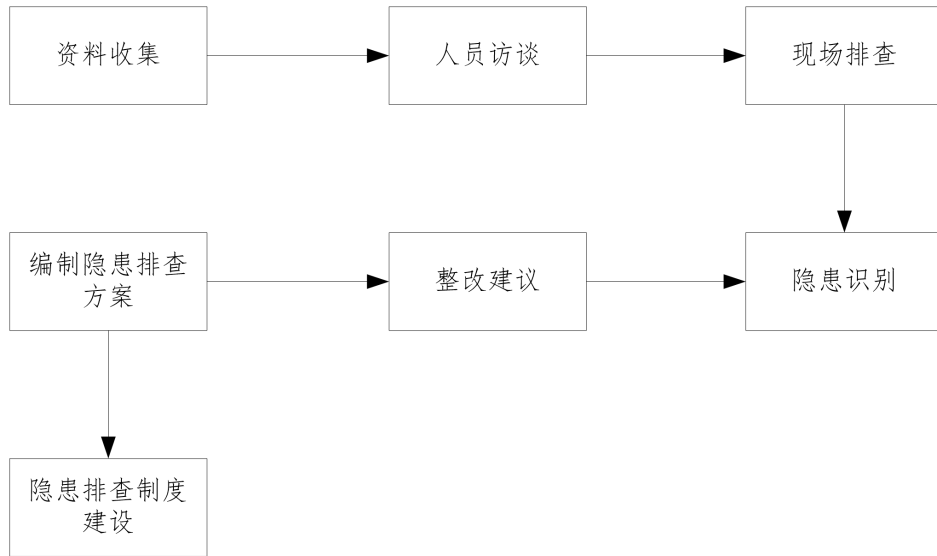 资料收集
人员访谈
现场排查
编制隐患排查
方案
整改建议
隐患识别
隐患排查制度
建设